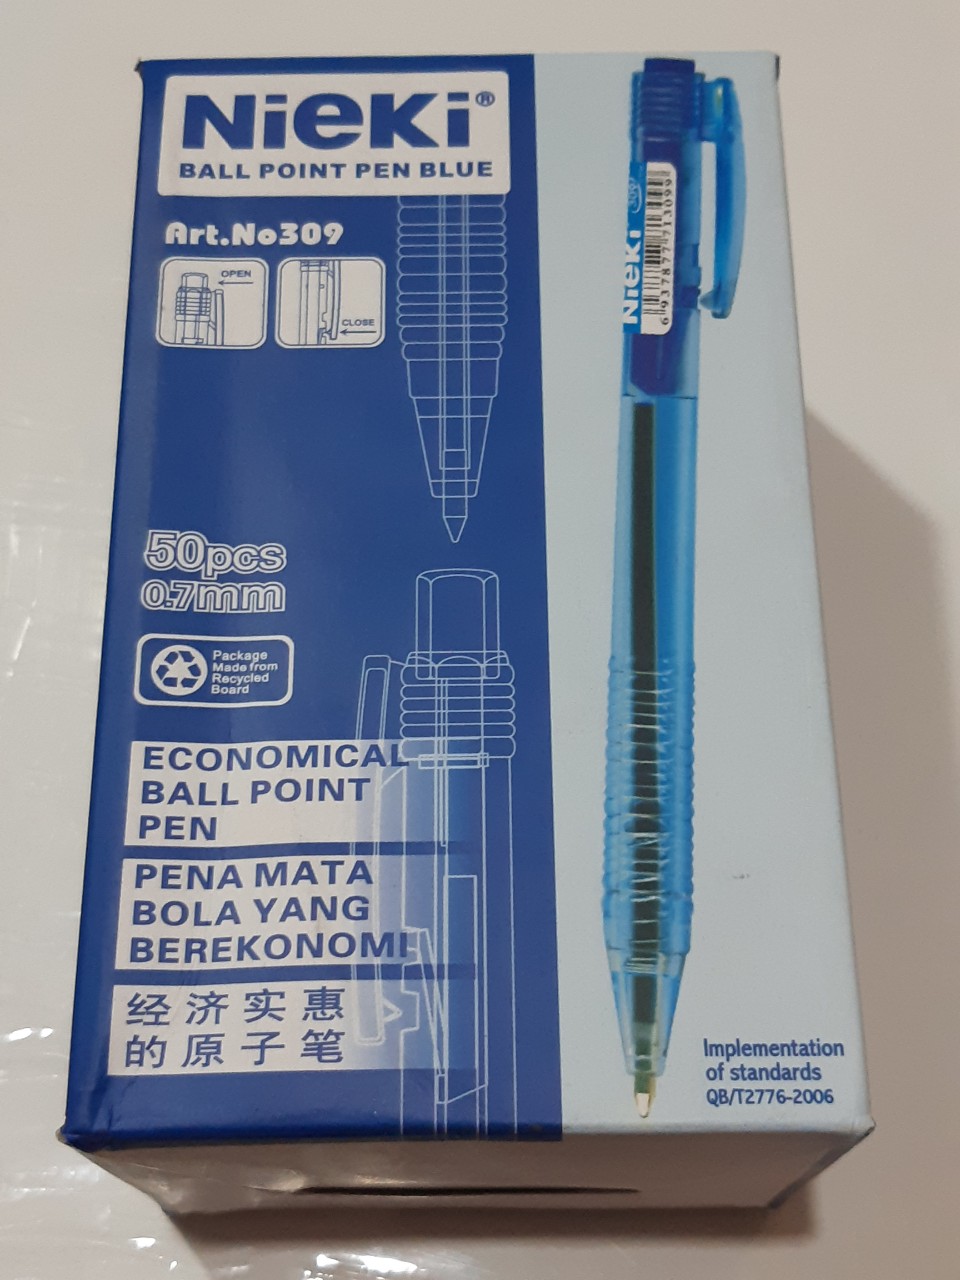 Nieki®
BALL POINT PEN BLUE
Art.No309
OPEN
CLOSE
50pcs
0.7mm
Package
Made from
Recycled
Board
ECONOMICAL
BALL POINT
PEN
PENA MATA
BOLA YANG
BEREKONOMI
经济实惠
的原子笔
Nieki
309
6937877713099
Implementation
of standards
QB/T2776-2006